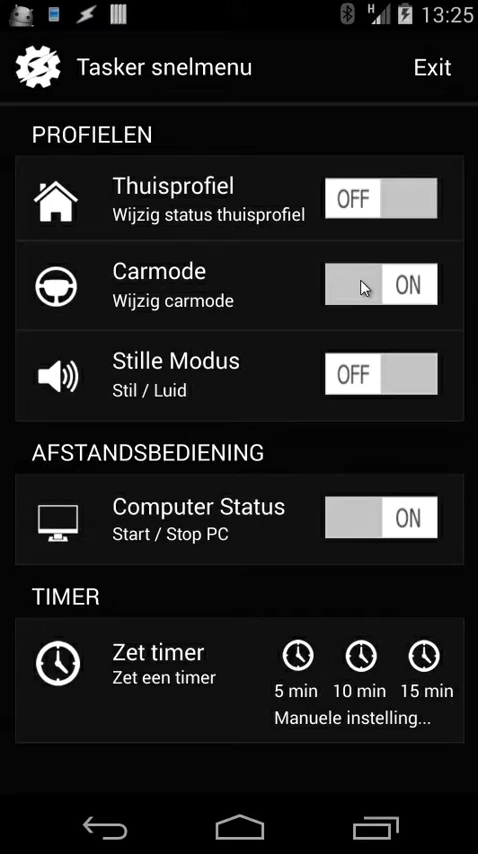 H 13:25
Tasker snelmenu Exit
PROFIELEN
Thuisprofiel
Wijzig status thuisprofiel
OFF
Carmode
Wijzig carmode
ON
Stille Modus
Stil / Luid
OFF
AFSTANDSBEDIENING
Computer Status
Start / Stop PC
ON
TIMER
Zet timer
Zet een timer
5 min 10 min 15 min
Manuele instelling...